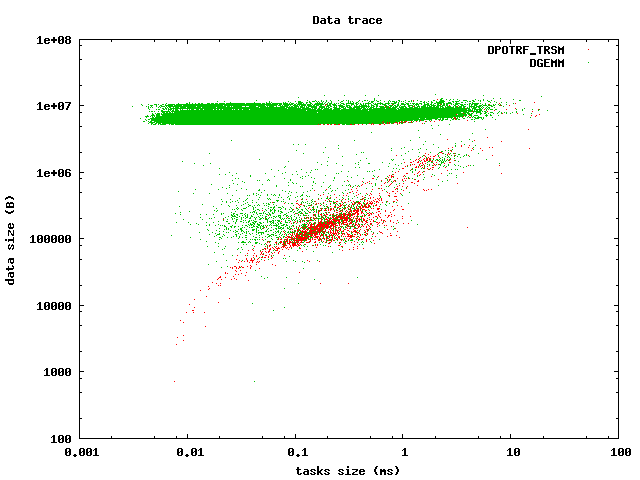 Data trace
1e+08
DPOTRF_TRSM
DGEMM
1e+07
1e+06
data size (B)
100000
10000
1000
100
0.001 0.01 0.1 1 10 100
tasks size (ms)